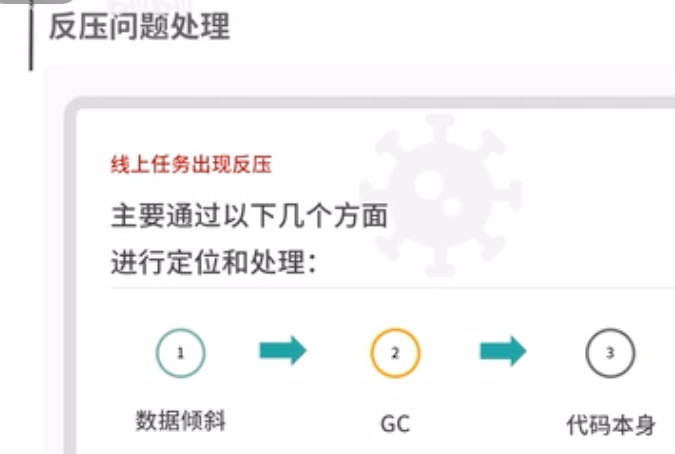 反压问题处理
线上任务出现反压
主要通过以下几个方面
进行定位和处理：
1 2 3
数据倾斜 GC 代码本身